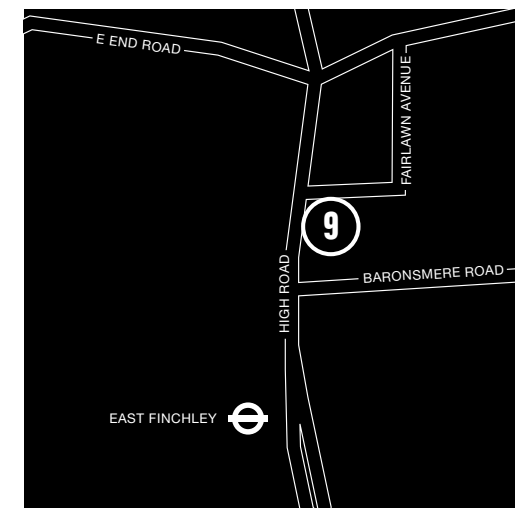 E END ROAD
FAIRLAWN AVENUE
9
HIGH ROAD
BARONSMERE ROAD
EAST FINCHLEY